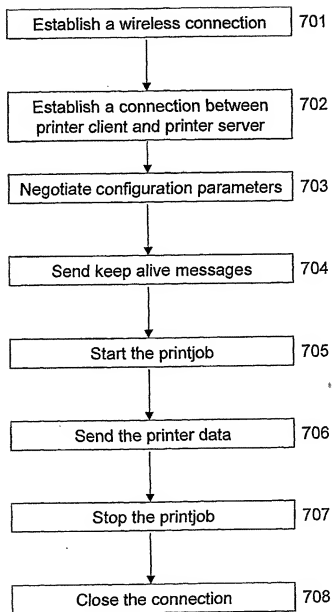 Establish a wireless connection 701
Establish a connection between 702
printer client and printer server
Negotiate configuration parameters 703
Send keep alive messages 704
Start the printjob 705
Send the printer data 706
Stop the printjob 707
Close the connection 708